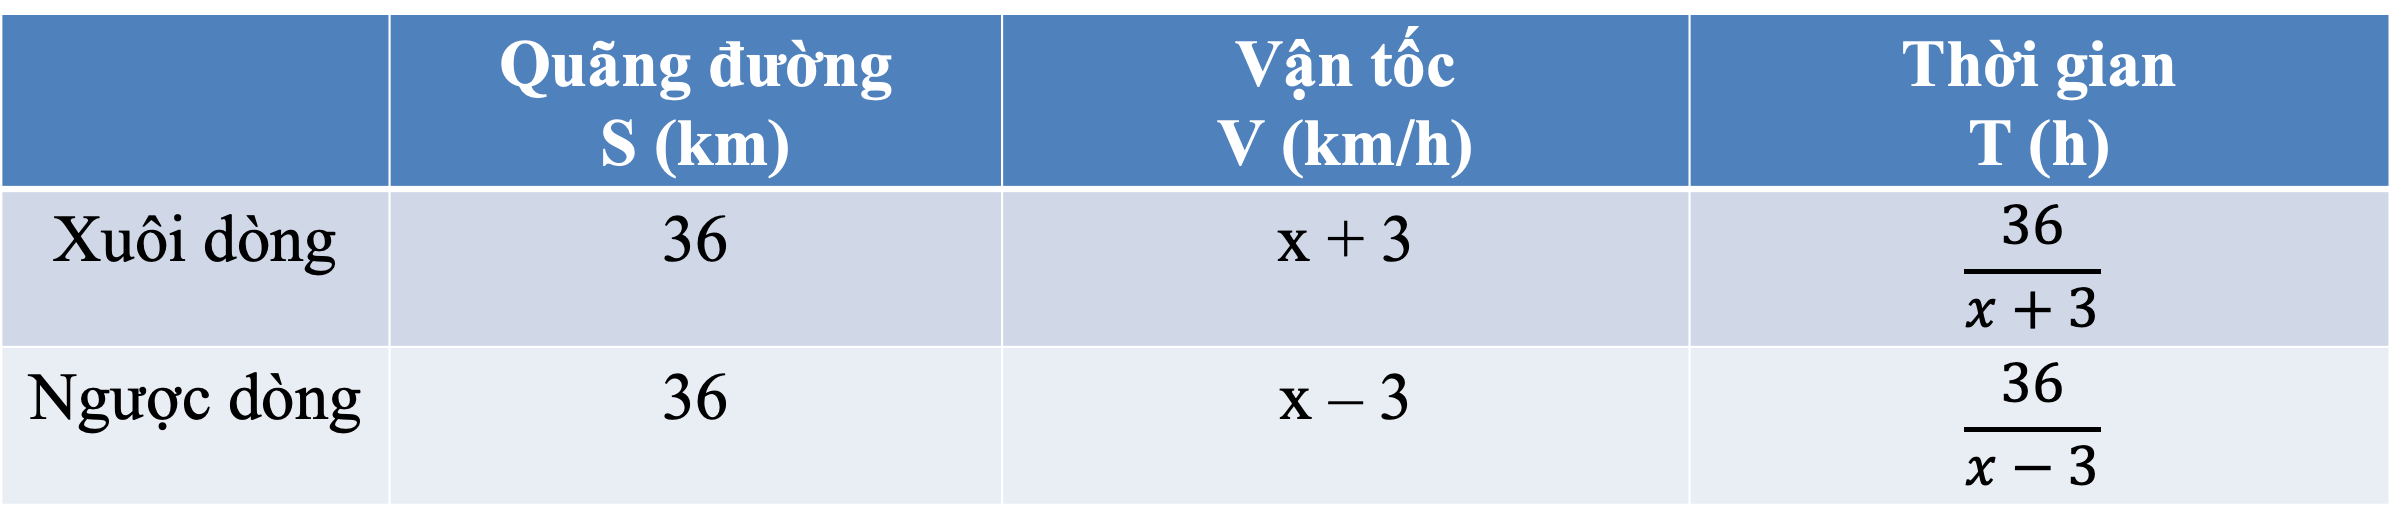 Quãng đường Vận tốc Thời gian
S (km) V (km/h) T (h)
Xuôi dòng 36 x + 3 36
x + 3
Ngược dòng 36 x – 3 36
x − 3